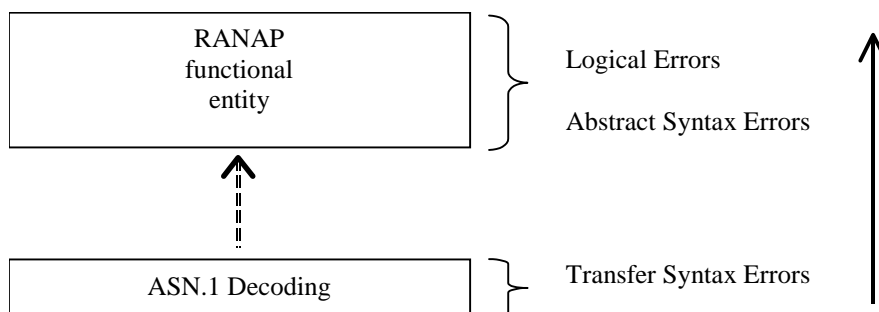 RANAP
functional
entity
Logical Errors
Abstract Syntax Errors
ASN.1 Decoding
Transfer Syntax Errors